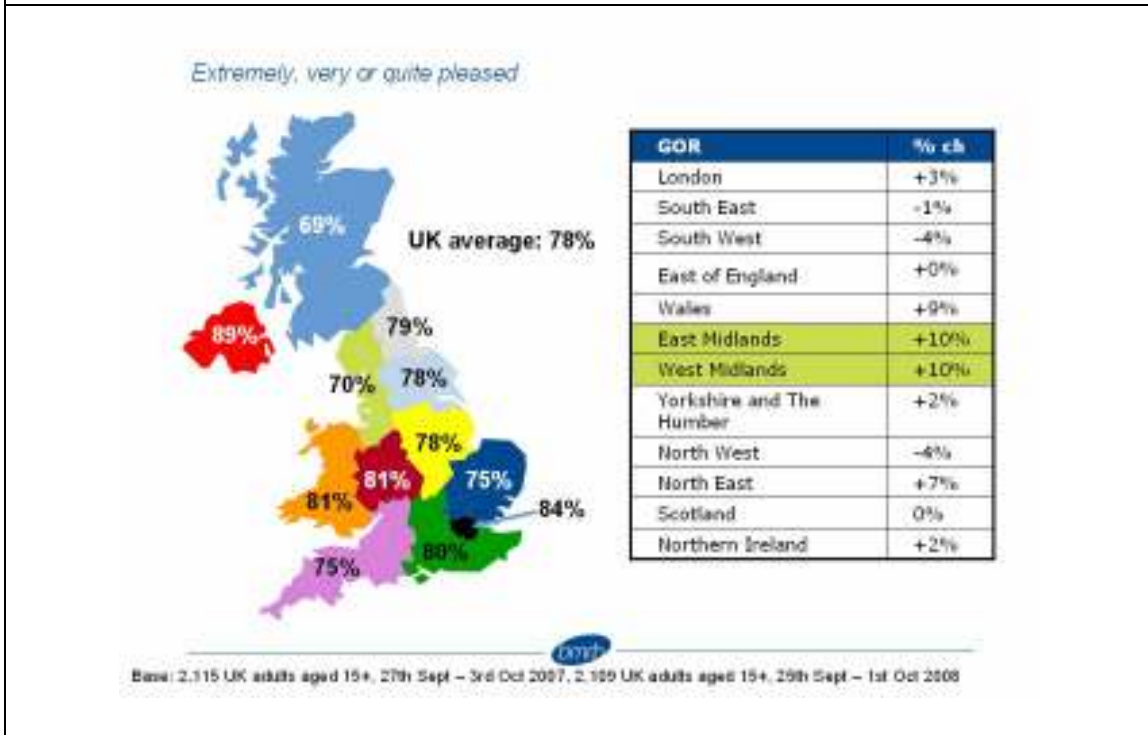 Extremely, very or quite pleased
69%
UK average: 78%
89%
79%
70%
78%
78%
81%
75%
81%
84%
80%
75%
GOR % ch
London +3%
South East -1%
South West -4%
East of England +0%
Wales +9%
East Midlands +10%
West Midlands +10%
Yorkshire and The
Humber +2%
North West -4%
North East +7%
Scotland 0%
Northern Ireland +2%
bmrb
Base: 2,115 UK adults aged 15+, 27th Sept – 3rd Oct 2007, 2,109 UK adults aged 15+, Sept – 1st Oct 2008